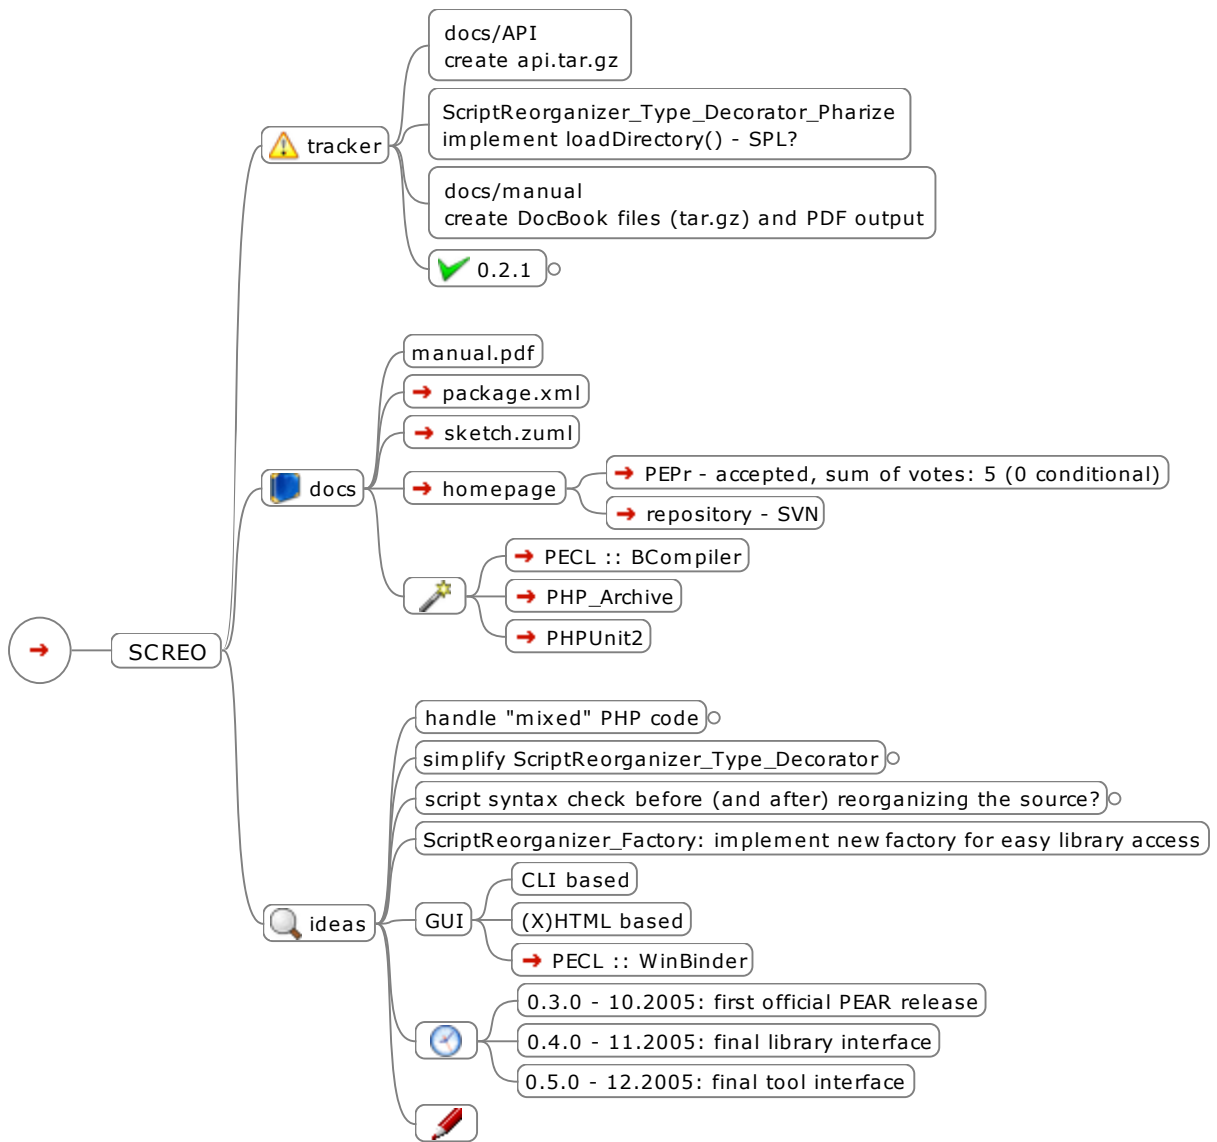 docs/API
create api.tar.gz
ScriptReorganizer_Type_Decorator_Pharize
implement loadDirectory() - SPL?
tracker
docs/manual
create DocBook files (tar.gz) and PDF output
0.2.1
manual.pdf
package.xml
sketch.zuml
docs
homepage
PEPr - accepted, sum of votes: 5 (0 conditional)
repository - SVN
PECL :: BCompiler
PHP_Archive
PHPUnit2
SCREO
handle "mixed" PHP code
simplify ScriptReorganizer_Type_Decorator
script syntax check before (and after) reorganizing the source?
ScriptReorganizer_Factory: implement new factory for easy library access
ideas
GUI
CLI based
(X)HTML based
PECL :: WinBinder
0.3.0 - 10.2005: first official PEAR release
0.4.0 - 11.2005: final library interface
0.5.0 - 12.2005: final tool interface